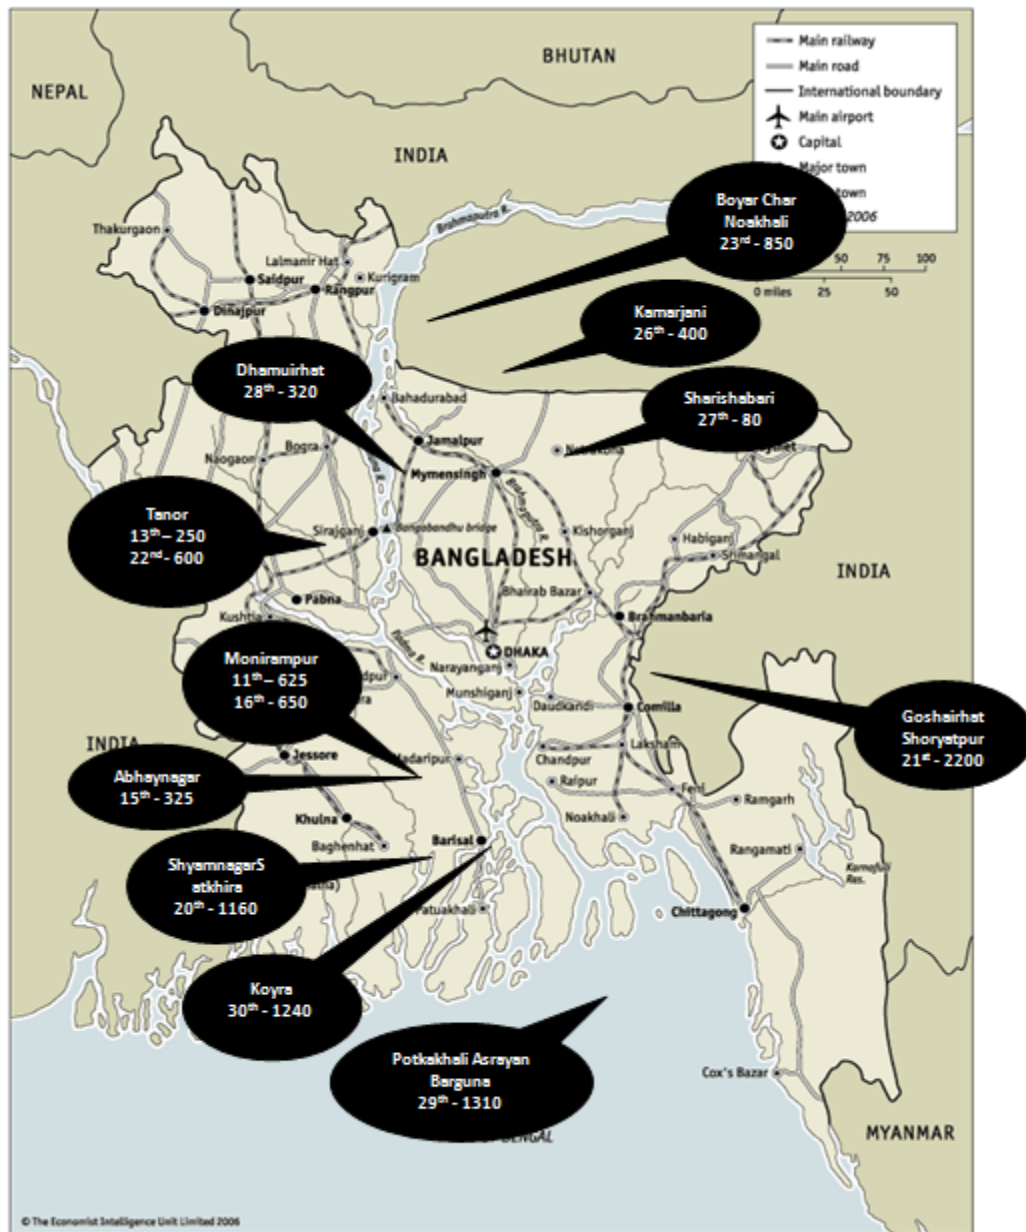 BHUTAN
NEPAL
INDIA
Main railway
Main road
International boundary
Main airport
Capital
Major town
town
2006
Brahmaputra R.
Boyar Char
Noakhali
23rd - 850
Thakurgaon
Lalmanir Hat
Kurigram
Saidpur
Rangpur
Dinajpur
50 75 100
0 miles 25 50
Kamarjani
26th - 400
Dhamuirhat
28th - 320
Sharishabari
27th - 80
Bahadurabad
Jamalpur
Bogra
Naogaon
Mymensingh
Brahmaputra R.
Tanor
13th – 250
22nd - 600
Sirajganj
Bangabandhu bridge
Kishorganj
Habiganj
Srimangal
BANGLADESH
INDIA
Bhairab Bazar
Pabna
Kushtia
Brahmanbaria
DHAKA
Narayanganj
Monirampur
11th – 625
16th - 650
Munshiganj
Daudkandi
Comilla
Goshairhat
Shoryatpur
21st - 2200
INDIA
Jessore
Madaripur
Chandpur
Laksham
Abhaynagar
15th - 325
Raipur
Feni
Ramgarh
Noakhali
Khulna
Baghenhat
Barisal
Rangamati
Karnafuli
Res.
ShyamnagarS
atkhira
20th - 1160
Patuakhali
Chittagong
Koyra
30th - 1240
Potkakhali Asrayan
Barguna
29th - 1310
Cox's Bazar
BENGAL
MYANMAR
© The Economist Intelligence Unit Limited 2006